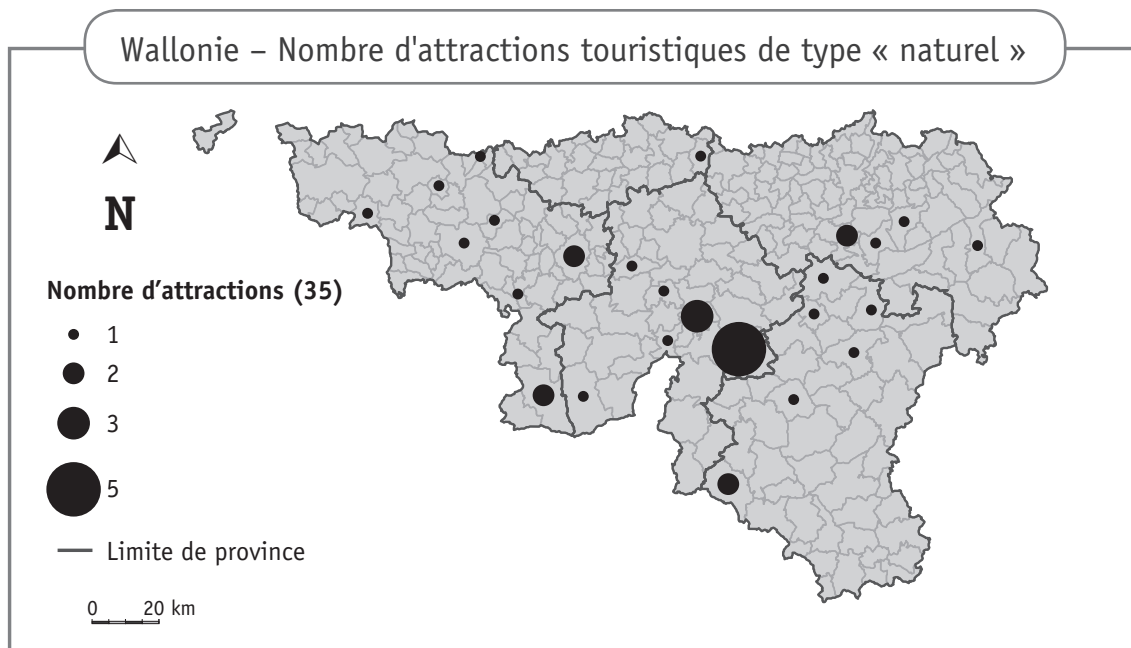 Wallonie – Nombre d'attractions touristiques de type « naturel »
N
Nombre d’attractions (35)
1
2
3
5
Limite de province
0 20 km